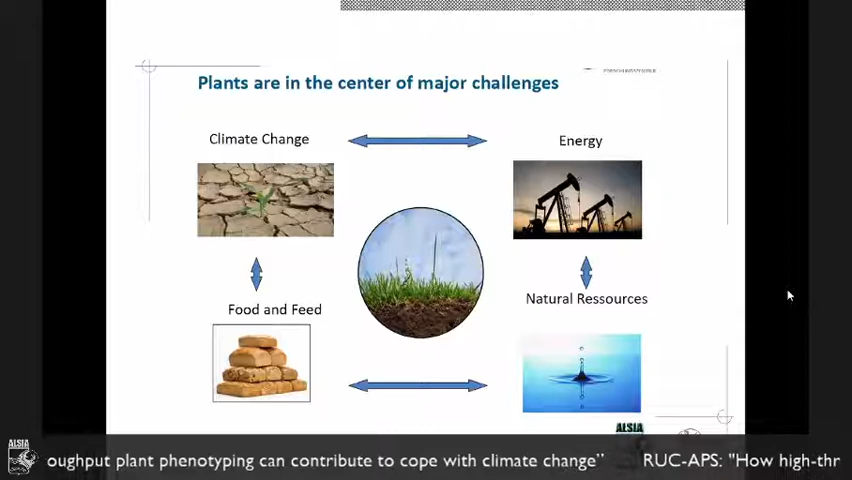 Plants are in the center of major challenges
Climate Change
Energy
Food and Feed
Natural Ressources
ALSIA
ALSIA
oughput plant phenotyping can contribute to cope with climate change” RUC-APS: "How high-thr